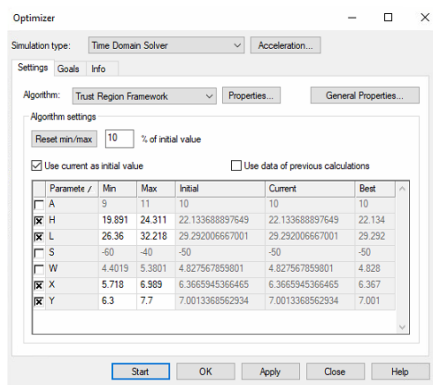 Optimizer
Simulation type: Time Domain Solver Acceleration...
Settings Goals Info
Algorithm: Trust Region Framework Properties... General Properties...
Algorithm settings
Reset min/max 10 % of initial value
Use current as initial value Use data of previous calculations
Paramete / Min Max Initial Current Best
A 9 11 10 10 10
H 19.891 24.311 22.133688897649 22.133688897649 22.134
L 26.36 32.218 29.292006667001 29.292006667001 29.292
S -60 -40 -50 -50 -50
W 4.4019 5.3801 4.827567859801 4.827567859801 4.828
X 5.718 6.989 6.3665945366465 6.3665945366465 6.367
Y 6.3 7.7 7.0013368562934 7.0013368562934 7.001
Start OK Apply Close Help